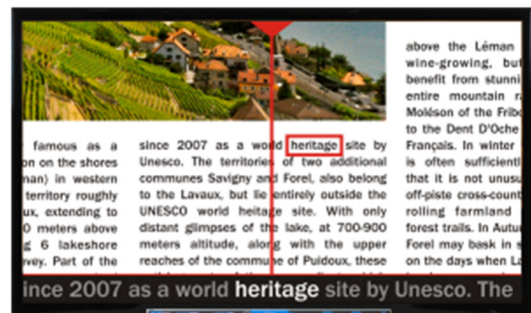 famous as a
on on the shores
man) in western
territory roughly
ux, extending to
0 meters above
g 6 lakeshore
vey. Part of the
since 2007 as a world heritage site by
Unesco. The territories of two additional
communes Savigny and Forel, also belong
to the Lavaux, but lie entirely outside the
UNESCO world heitage site. With only
distant glimpses of the lake, at 700-900
meters altitude, along with the upper
reaches of the commune of Puidoux, these
above the Léman
wine-growing, but
benefit from stunni
entire mountain r
Moléson of the Fribo
to the Dent D'Oche
Français. In winter
is often sufficientl
that it is not unusu
off-piste cross-count
rolling farmland
forest trails. In Autu
Forel may bask in s
on the days when La
ince 2007 as a world heritage site by Unesco. The